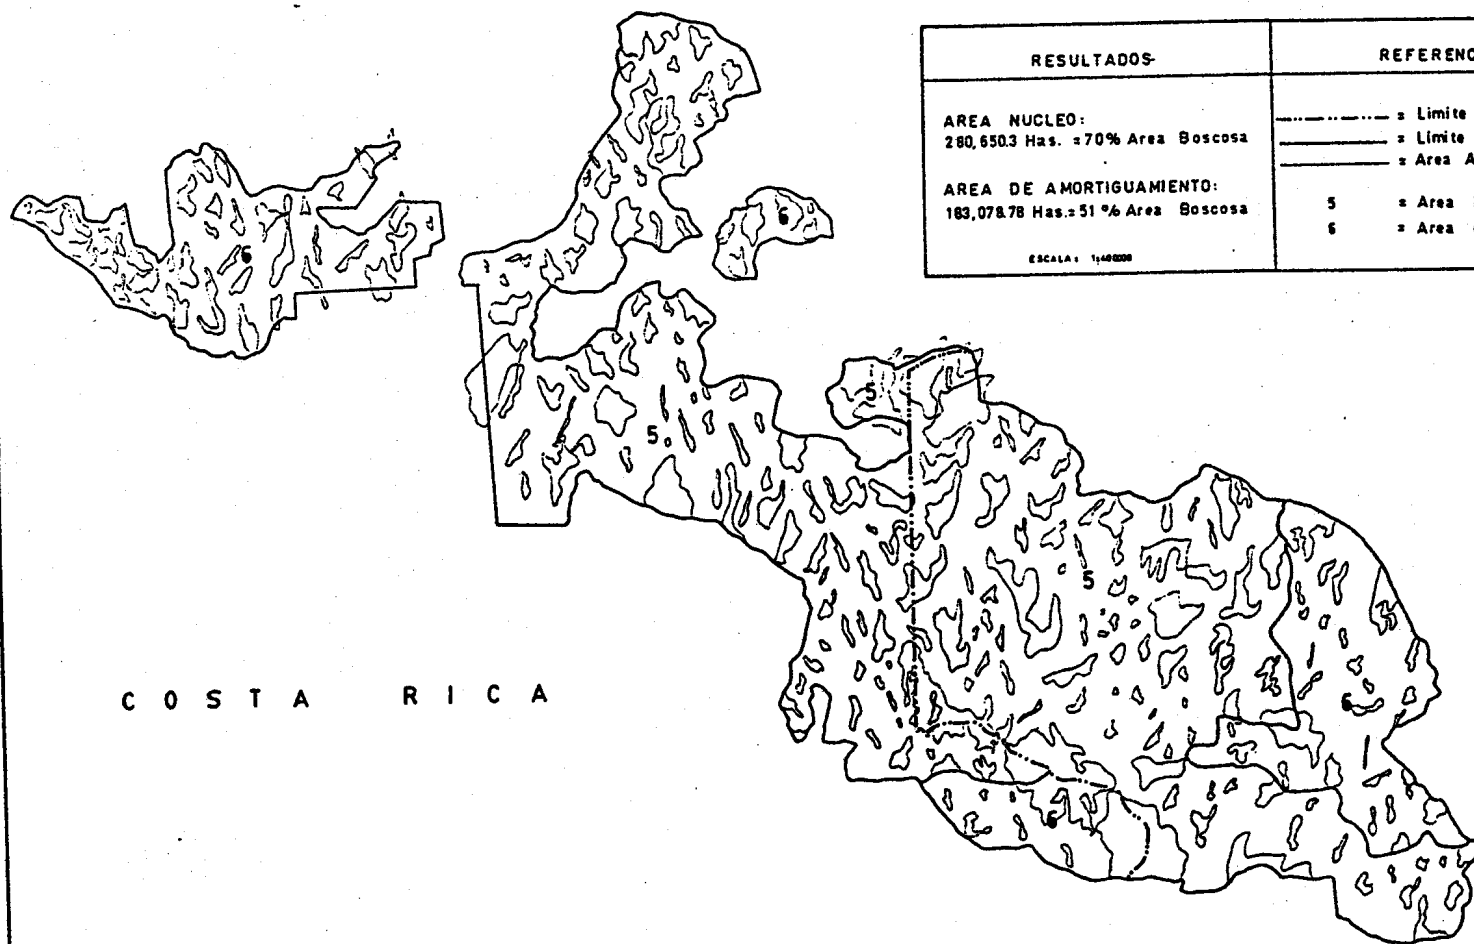 RESULTADOS
REFERENC
AREA NUCLEO:
280,650.3 Has. = 70% Area Boscosa
AREA DE AMORTIGUAMIENTO:
183,078.78 Has. = 51 % Area Boscosa
ESCALA:
= Limite
= Limite
= Area A
5 = Area
6 = Area
6
6
5
5
5
6
6
COSTA RICA